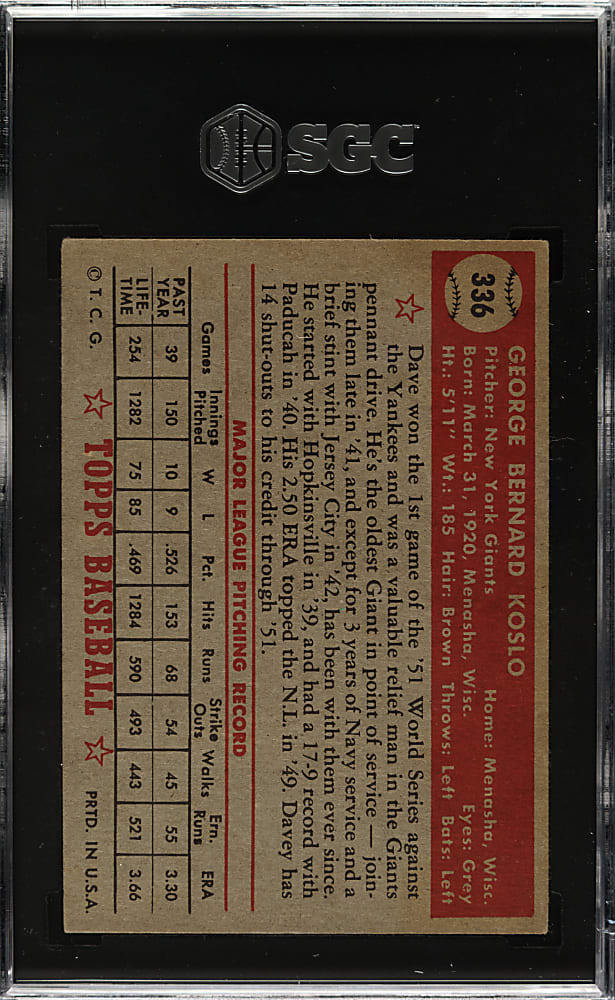 SGC
336
GEORGE BERNARD KOSLO
Pitcher: New York Giants Home: Menasha, Wisc.
Born: March 31, 1920, Menasha, Wisc. Eyes: Grey
Ht.: 5'11" Wt.: 185 Hair: Brown Throws: Left Bats: Left
Dave won the 1st game of the '51 World Series against
the Yankees and was a valuable relief man in the Giants
pennant drive. He's the oldest Giant in point of service — join-
ing them late in '41, and except for 3 years of Navy service and a
brief stint with Jersey City in '42, has been with them ever since.
He started with Hopkinsville in '39, and had a 17-9 record with
Paducah in '40. His 2.50 ERA topped the N.L. in '49. Davey has
14 shut-outs to his credit through '51.
MAJOR LEAGUE PITCHING RECORD
Games Innings Pitched W L Pct. Hits Runs Strike Outs Walks Ern. Runs ERA
PAST YEAR 39 150 10 9 .526 153 68 54 45 55 3.30
LIFE-TIME 254 1282 75 85 .469 1284 590 493 443 521 3.66
© T. C. G. TOPPS BASEBALL PRTD. IN U.S.A.